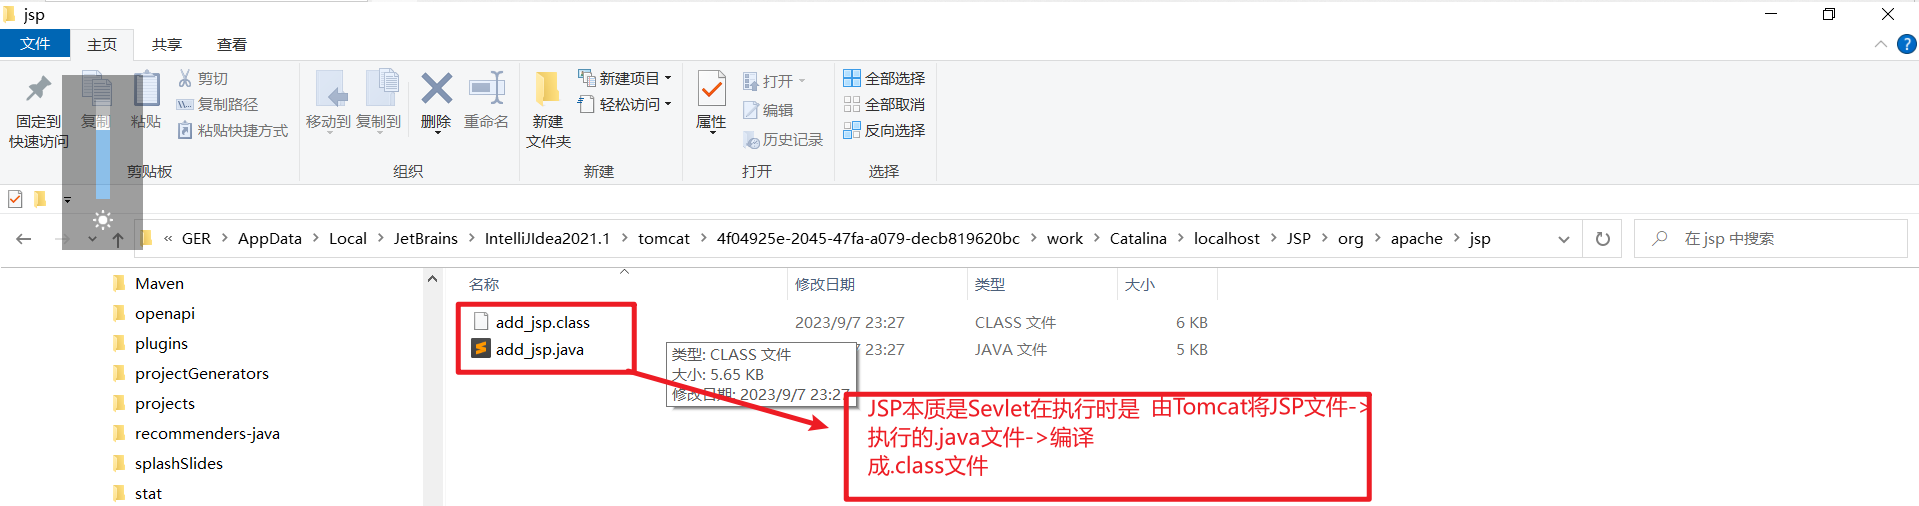 jsp
文件 主页 共享 查看
固定到
快速访问
复制
粘贴
剪切
复制路径
粘贴快捷方式
剪贴板
移动到
复制到
删除
重命名
组织
新建
文件夹
新建项目
轻松访问
新建
属性
打开
编辑
历史记录
打开
全部选择
全部取消
反向选择
选择
« GER > AppData > Local > JetBrains > IntelliJIdea2021.1 > tomcat > 4f04925e-2045-47fa-a079-decb819620bc > work > Catalina > localhost > JSP > org > apache > jsp
在 jsp 中搜索
Maven
openapi
plugins
projectGenerators
projects
recommenders-java
splashSlides
stat
名称 修改日期 类型 大小
add_jsp.class 2023/9/7 23:27 CLASS 文件 6 KB
add_jsp.java 7 23:27 JAVA 文件 5 KB
类型: CLASS 文件
大小: 5.65 KB
修改日期: 2023/9/7 23:27
JSP本质是Sevlet在执行时是 由Tomcat将JSP文件->
执行的.java文件->编译
成.class文件